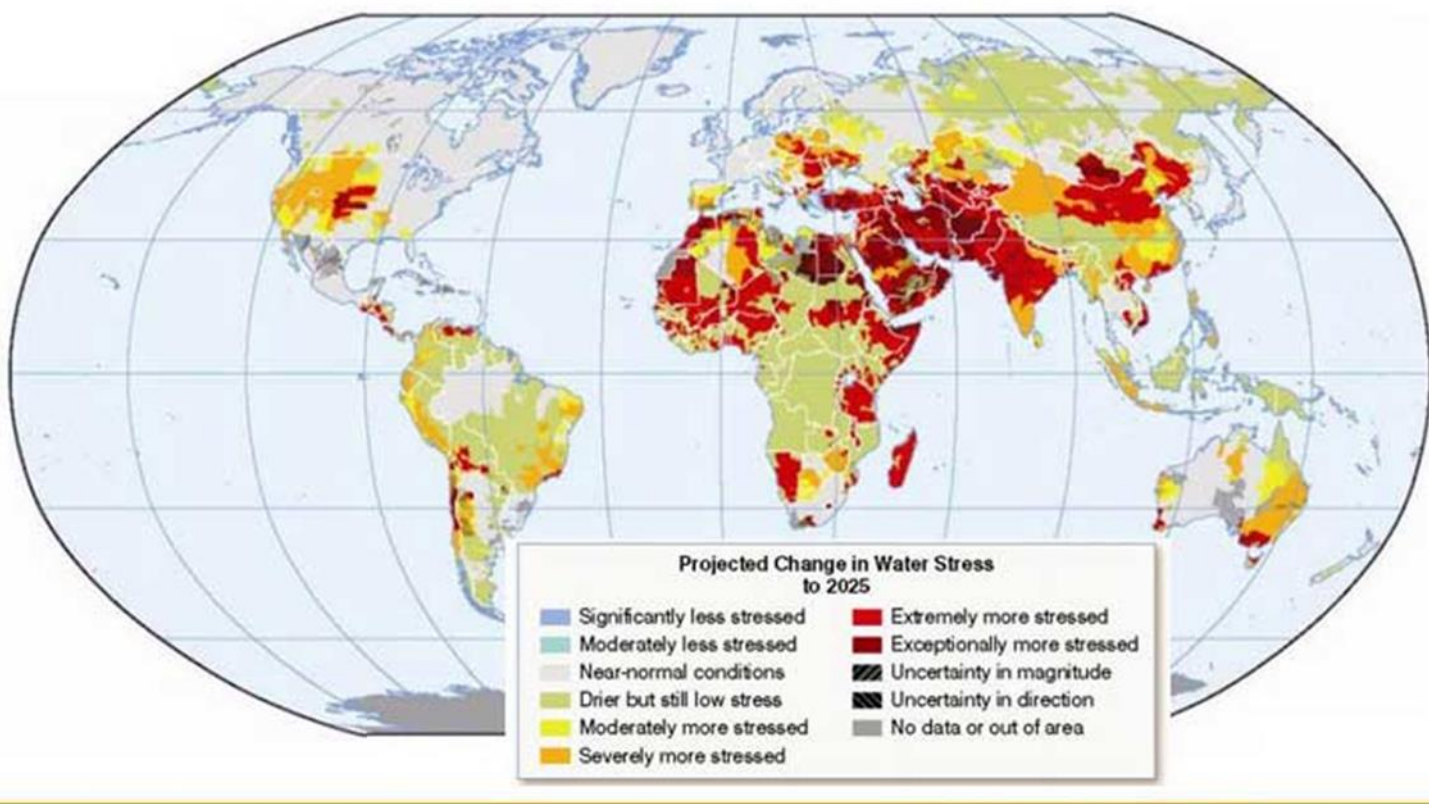 Projected Change in Water Stress
to 2025
Significantly less stressed
Moderately less stressed
Near-normal conditions
Drier but still low stress
Moderately more stressed
Severely more stressed
Extremely more stressed
Exceptionally more stressed
Uncertainty in magnitude
Uncertainty in direction
No data or out of area